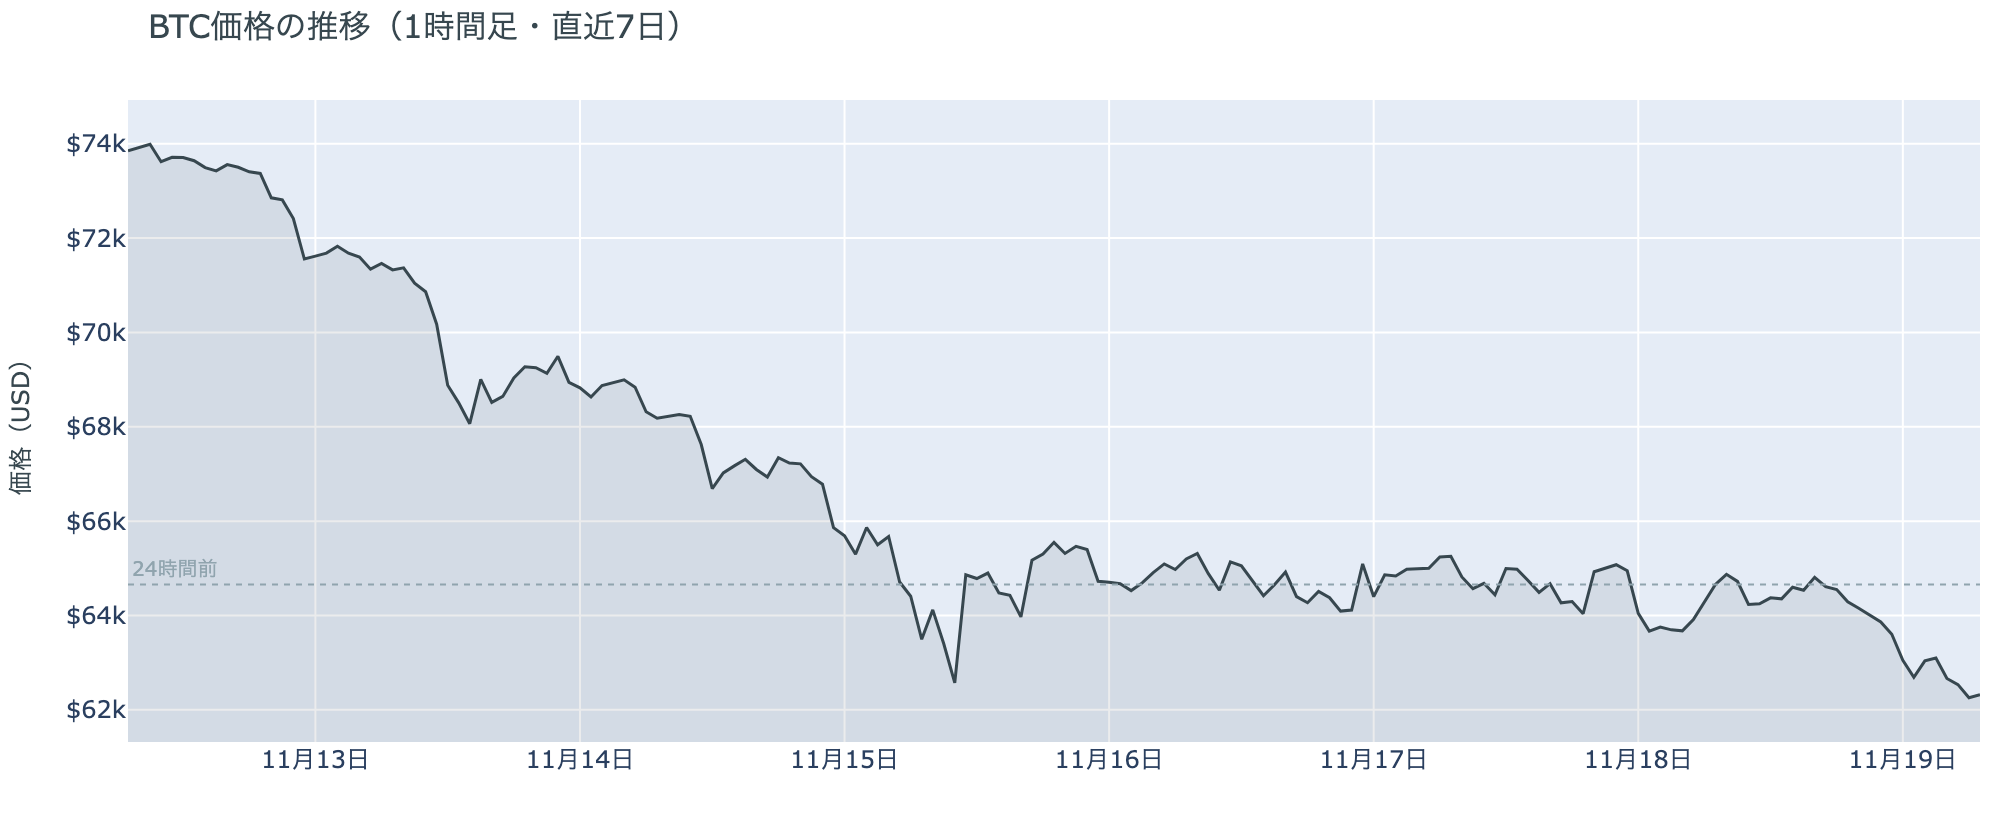 BTC価格の推移（1時間足・直近7日）
価格（USD）
$74k
$72k
$70k
$68k
$66k
24時間前
$64k
$62k
11月13日
11月14日
11月15日
11月16日
11月17日
11月18日
11月19日